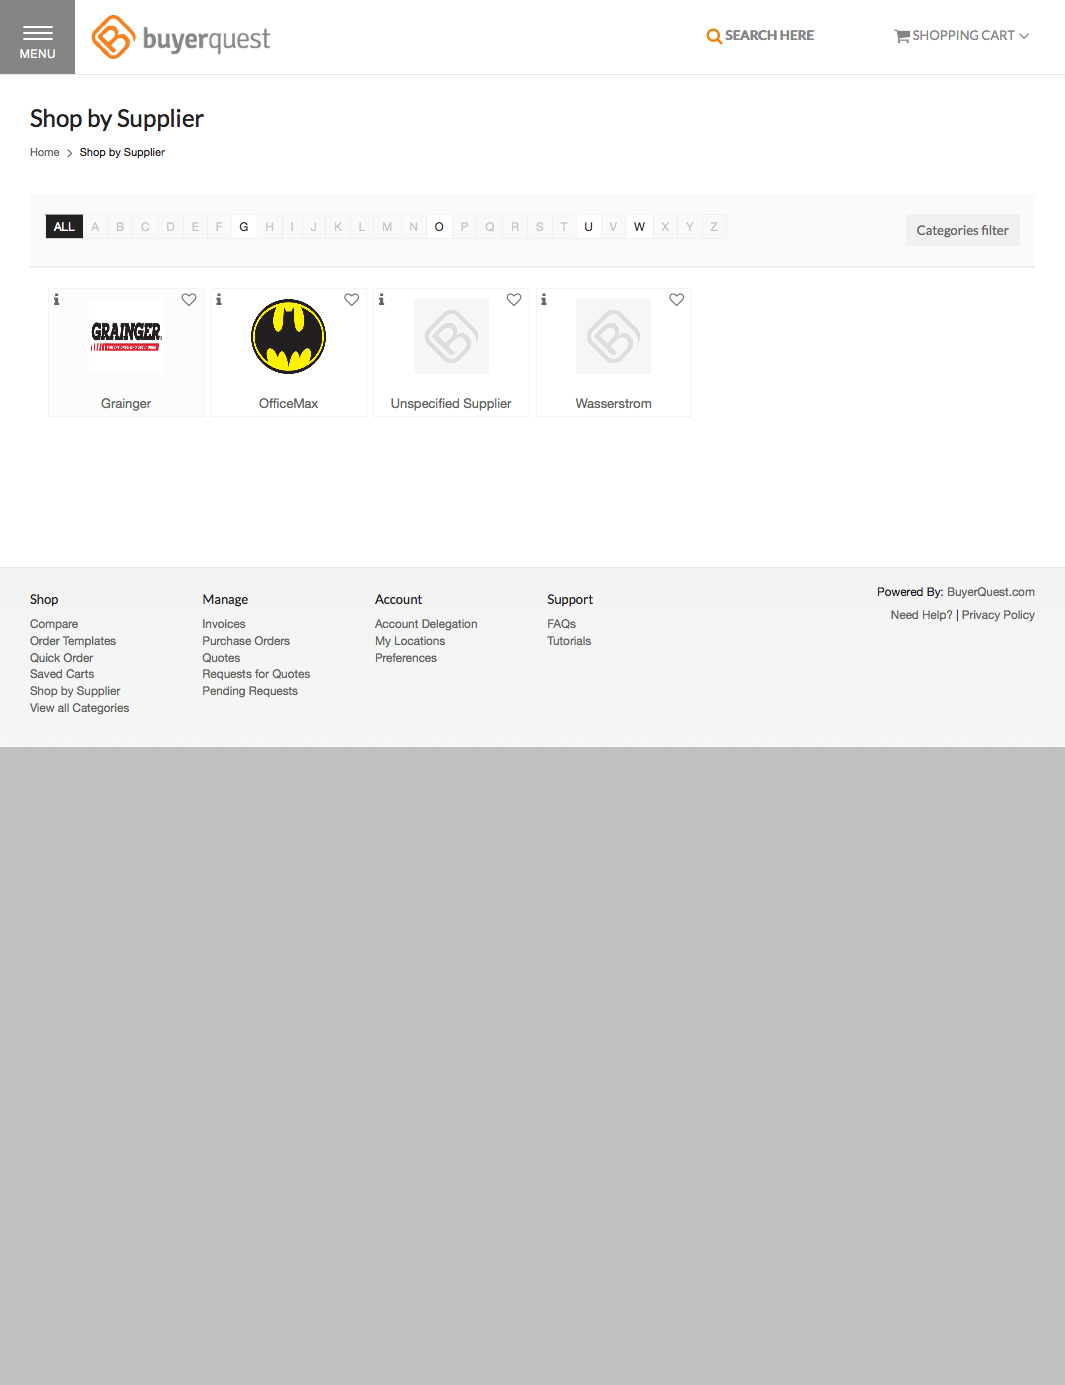 MENU
buyerquest
SEARCH HERE
SHOPPING CART
Shop by Supplier
Home > Shop by Supplier
ALL A B C D E F G H I J K L M N O P Q R S T U V W X Y Z
Categories filter
GRAINGER
Grainger
OfficeMax
Unspecified Supplier
Wasserstrom
Shop
Compare
Order Templates
Quick Order
Saved Carts
Shop by Supplier
View all Categories
Manage
Invoices
Purchase Orders
Quotes
Requests for Quotes
Pending Requests
Account
Account Delegation
My Locations
Preferences
Support
FAQs
Tutorials
Powered By: BuyerQuest.com
Need Help? | Privacy Policy